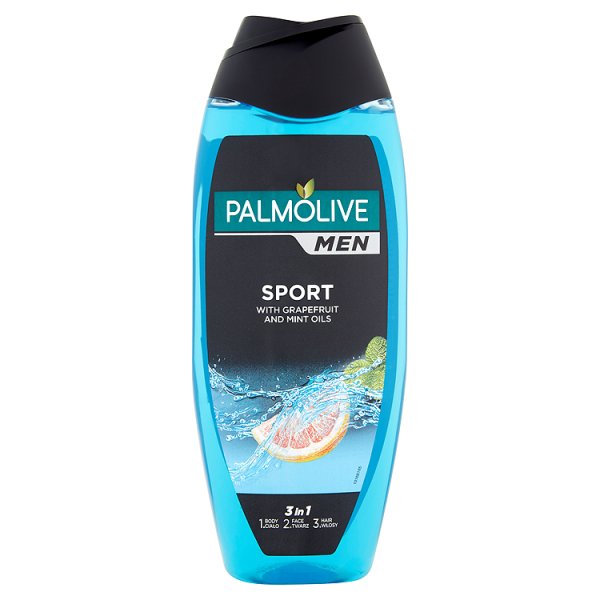 PALMOLIVE
MEN
SPORT
WITH GRAPEFRUIT
AND MINT OILS
3 in 1
1. BODY CIAŁO 2. FACE TWARZ 3. HAIR WŁOSY